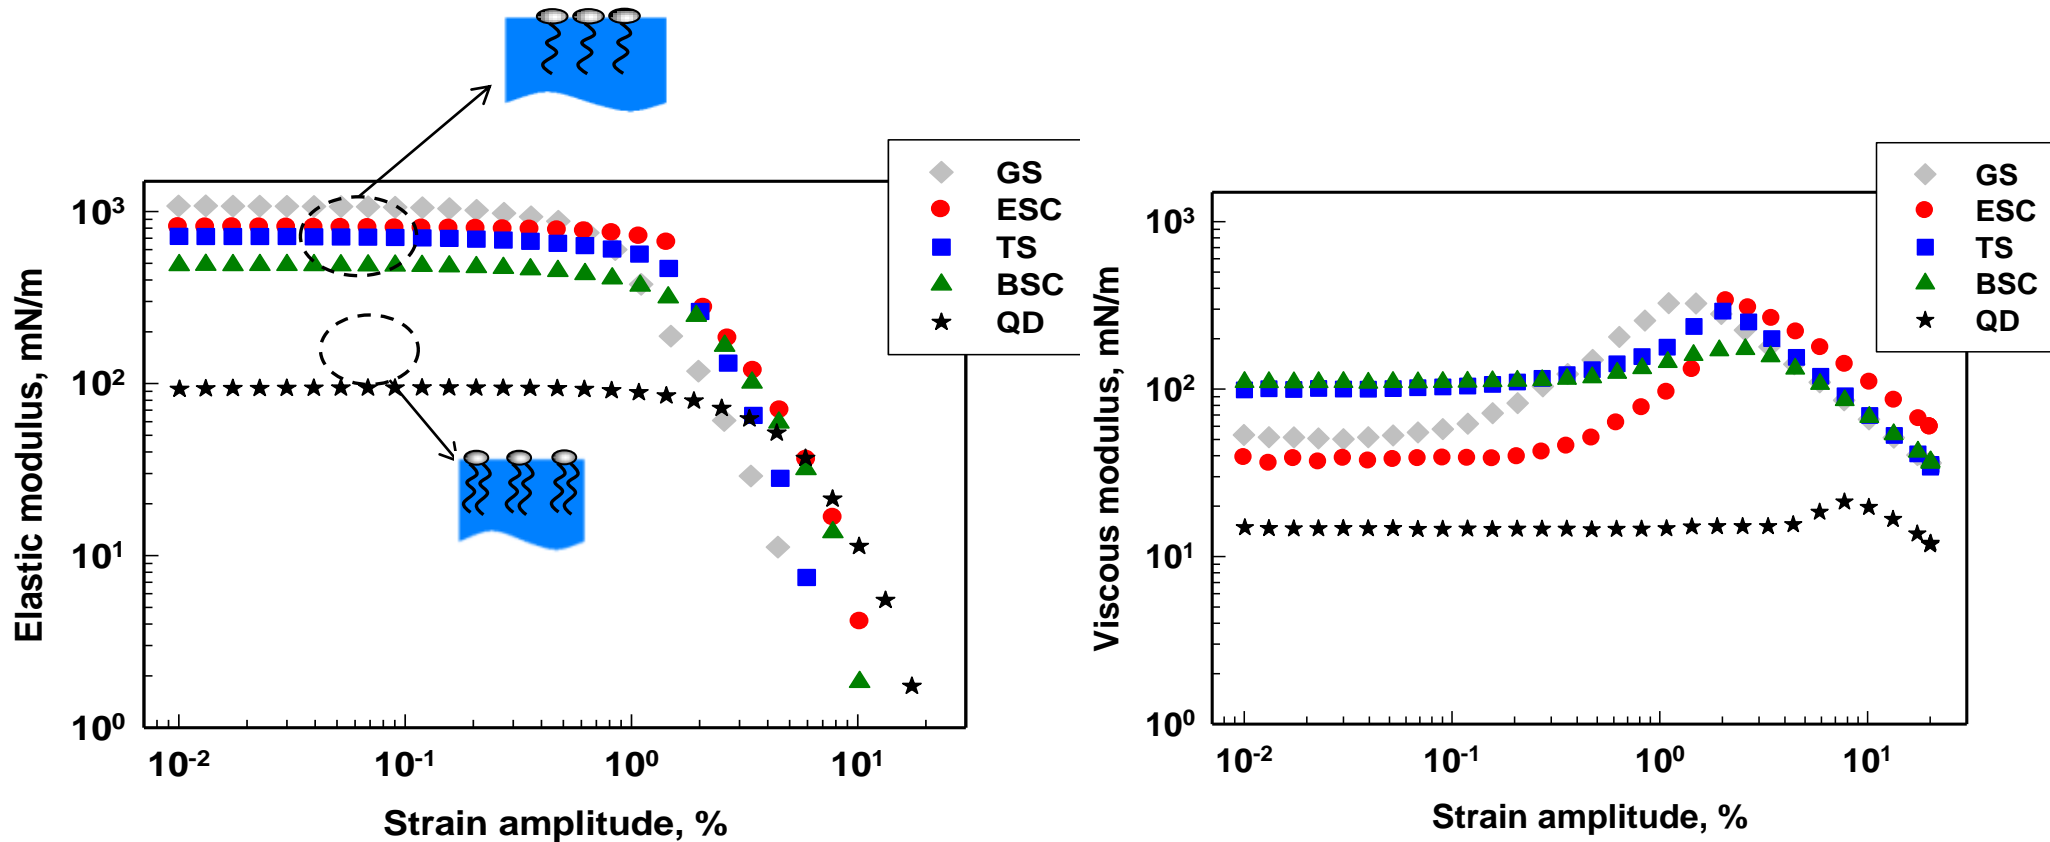 GS
ESC
TS
BSC
QD
10³
10²
10¹
10⁰
10⁻²
10⁻¹
10⁰
10¹
Elastic modulus, mN/m
Strain amplitude, %
GS
ESC
TS
BSC
QD
10³
10²
10¹
10⁰
10⁻²
10⁻¹
10⁰
10¹
Viscous modulus, mN/m
Strain amplitude, %